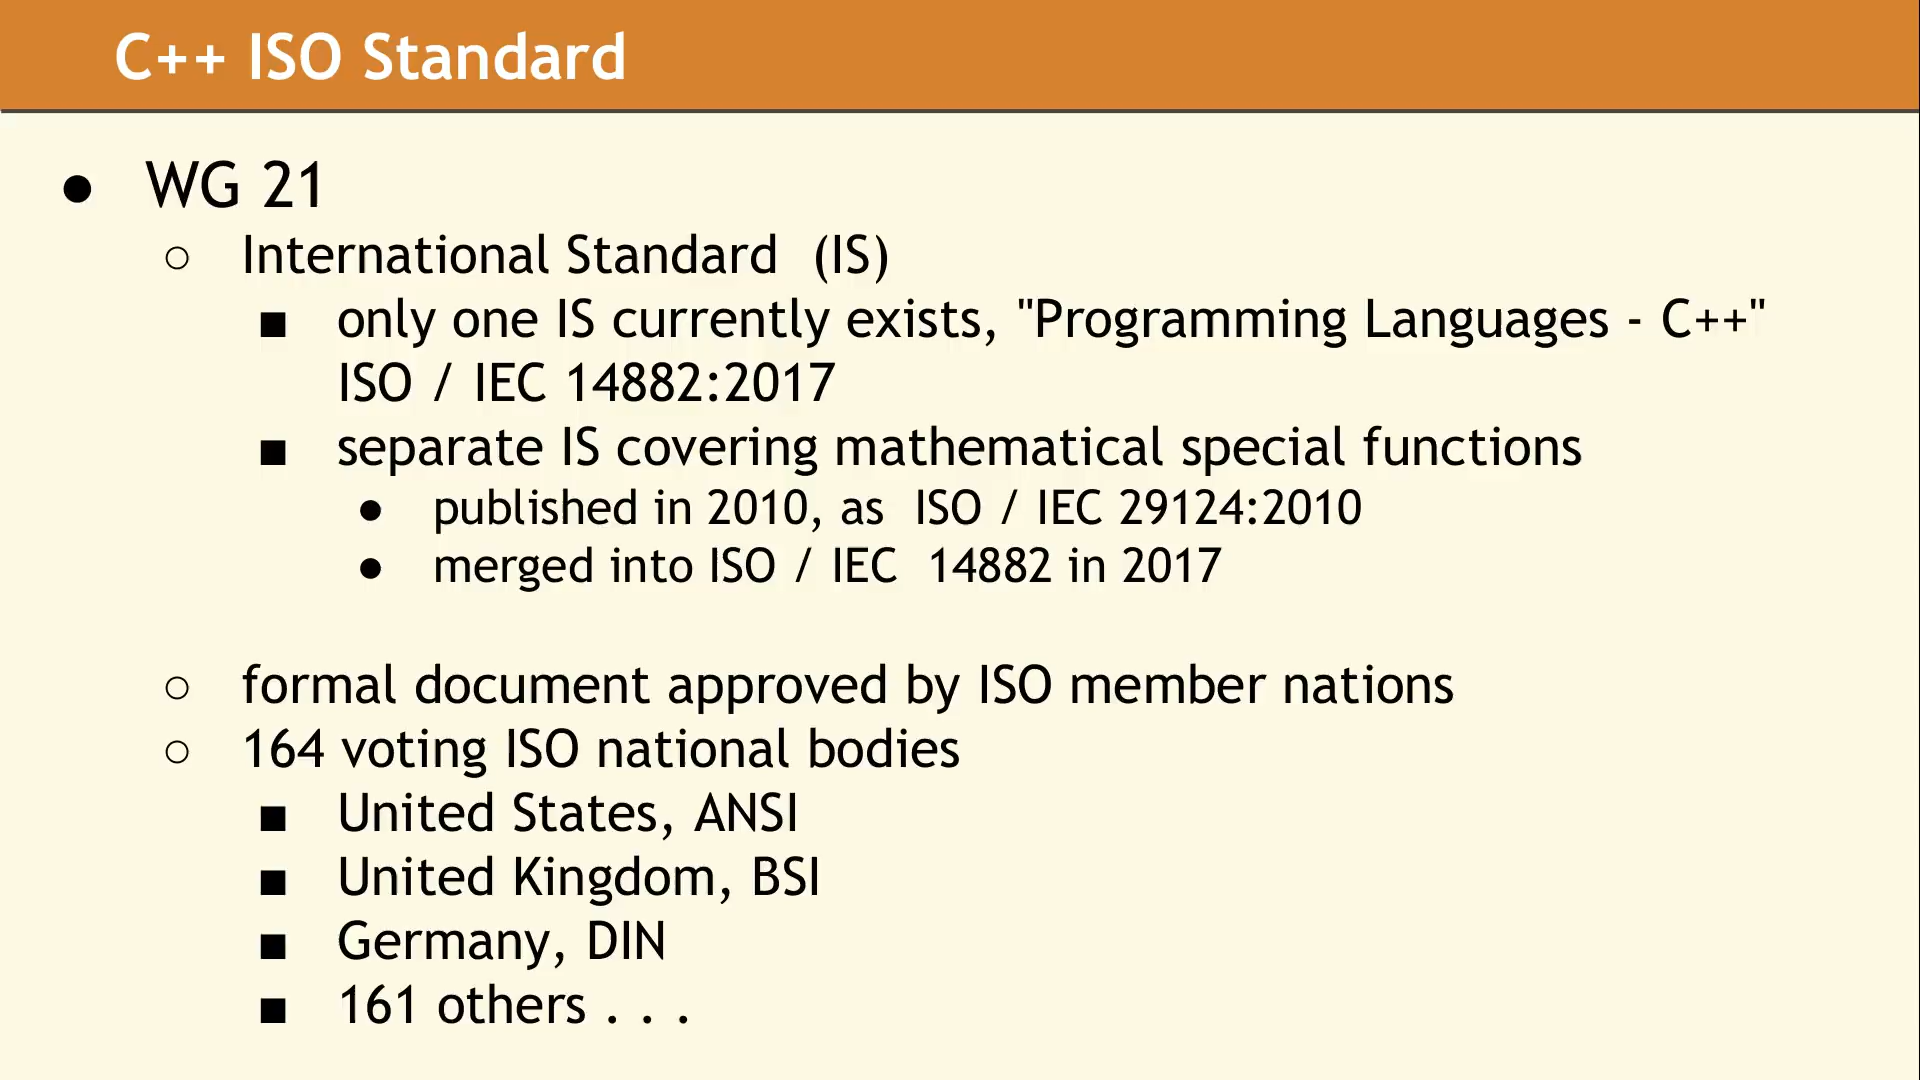 C++ ISO Standard
● WG 21
○ International Standard (IS)
■ only one IS currently exists, "Programming Languages - C++"
ISO / IEC 14882:2017
■ separate IS covering mathematical special functions
● published in 2010, as ISO / IEC 29124:2010
● merged into ISO / IEC 14882 in 2017
○ formal document approved by ISO member nations
○ 164 voting ISO national bodies
■ United States, ANSI
■ United Kingdom, BSI
■ Germany, DIN
■ 161 others . . .